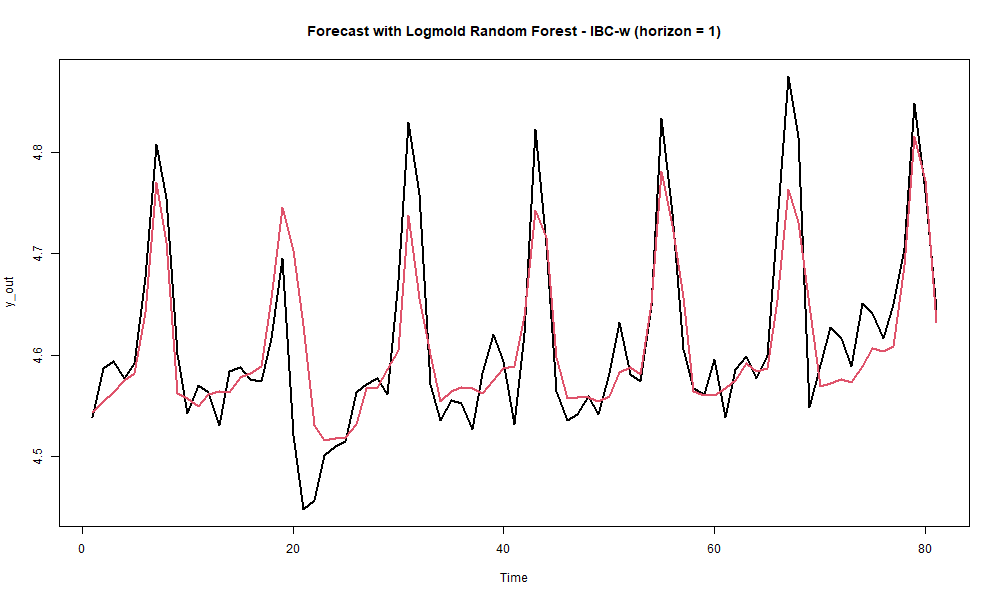 Forecast with Logmold Random Forest - IBC-w (horizon = 1)
4.8
4.7
4.6
4.5
y_out
0 20 40 60 80
Time